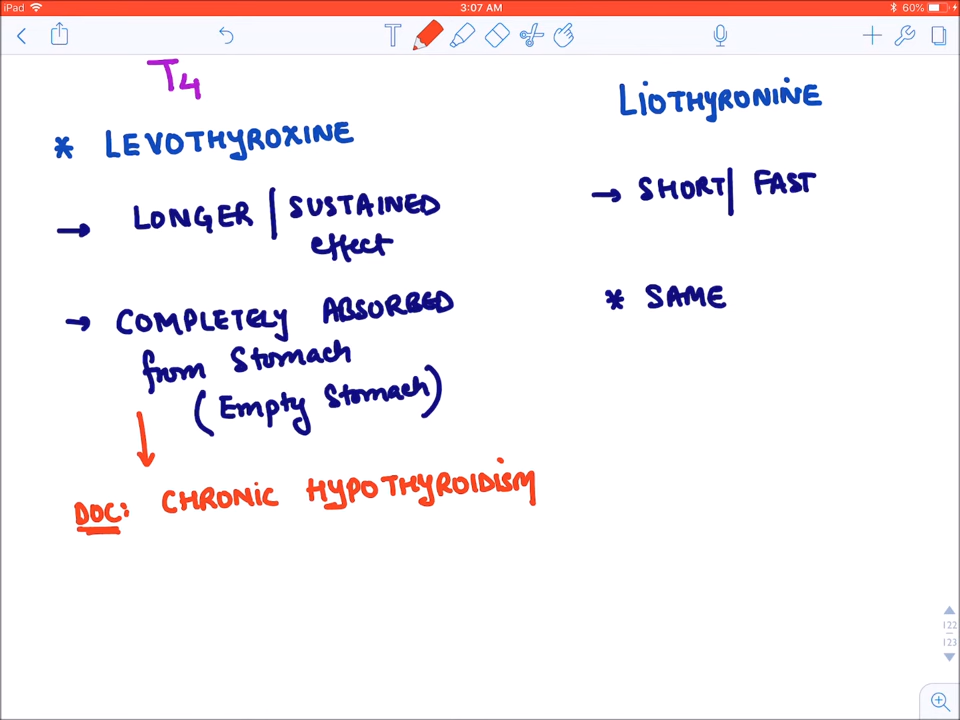 iPad 3:07 AM 60%
T
T4
* LEVOTHYROXINE
→ LONGER | SUSTAINED
effect
→ COMPLETELY ABSORBED
from Stomach
(Empty Stomach)
DOC: CHRONIC HYPOTHYROIDISM
LIOTHYRONINE
→ SHORT | FAST
* SAME
122
123